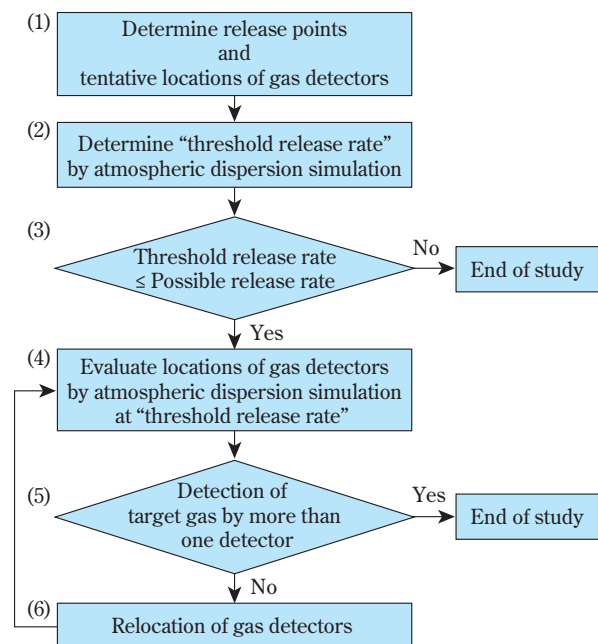 (1)
Determine release points
and
tentative locations of gas detectors
(2)
Determine “threshold release rate”
by atmospheric dispersion simulation
(3)
Threshold release rate
≤ Possible release rate
No
End of study
Yes
(4)
Evaluate locations of gas detectors
by atmospheric dispersion simulation
at “threshold release rate”
(5)
Detection of
target gas by more than
one detector
Yes
End of study
No
(6)
Relocation of gas detectors